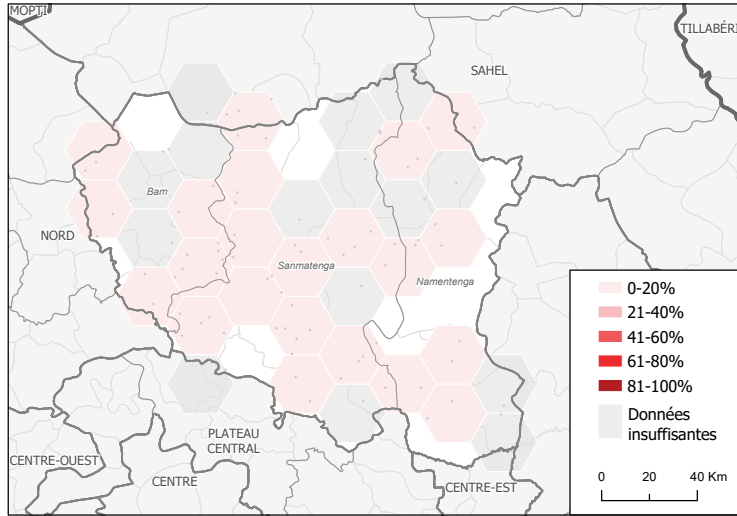 MOPTI
TILLABÉRI
SAHEL
Bam
NORD
Sanmatenga
Namentenga
PLATEAU
CENTRAL
CENTRE-OUEST
CENTRE
CENTRE-EST
0-20%
21-40%
41-60%
61-80%
81-100%
Données
insuffisantes
0 20 40 Km